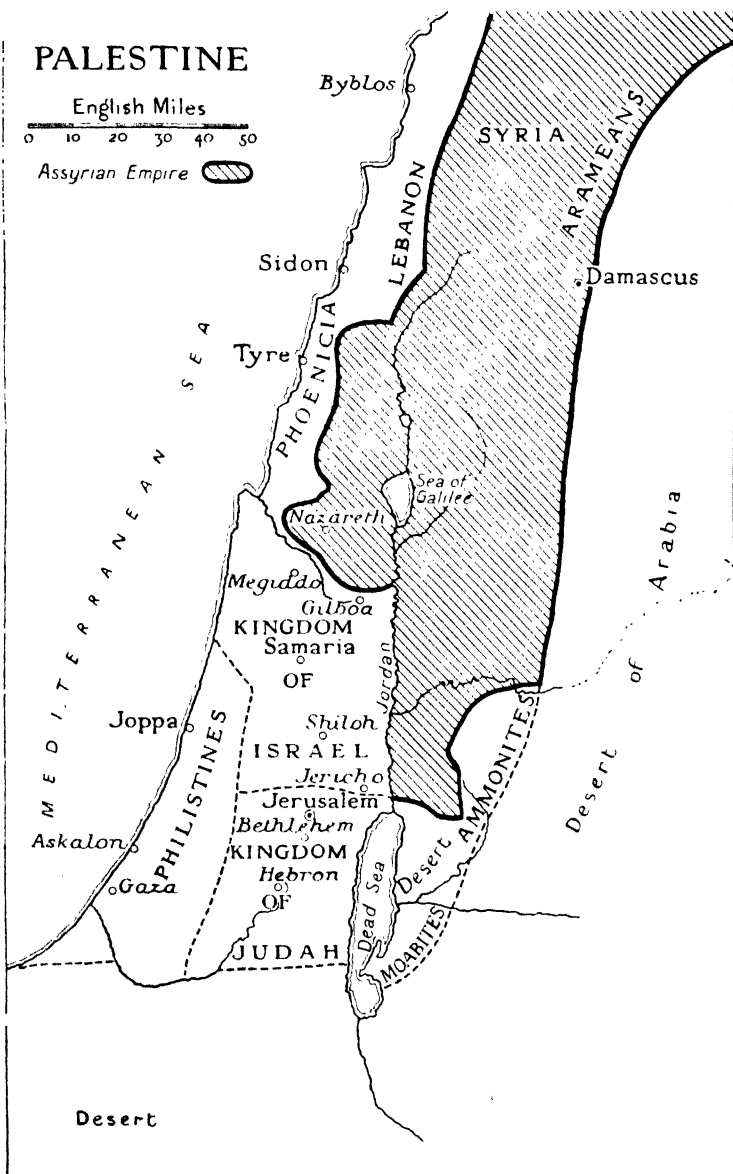 PALESTINE
English Miles
0 10 20 30 40 50
Assyrian Empire
Byblos
SYRIA
ARAMEANS
LEBANON
Sidon
Damascus
Tyre
PHOENICIA
MEDITERRANEAN SEA
Sea of
Galilee
Nazareth
Megiddo
Gilboa
KINGDOM
Samaria
OF
Jordan
Arabia
of
Desert
Joppa
Shiloh
ISRAEL
PHILISTINES
Jericho
AMMONITES
Jerusalem
Bethlehem
Askalon
KINGDOM
Desert
Hebron
Gaza
OF
Dead Sea
MOABITES
JUDAH
Desert